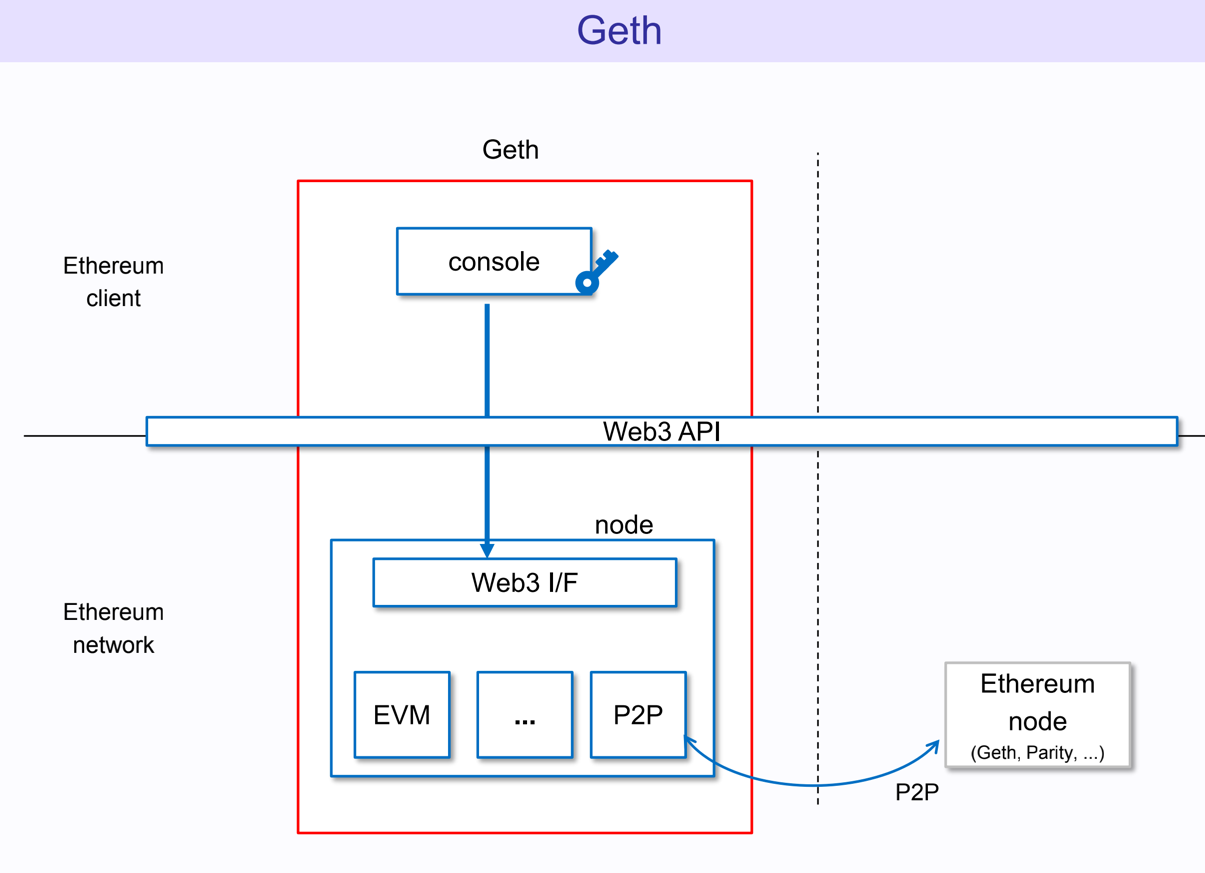 Geth
Geth
Ethereum
client
console
Web3 API
node
Web3 I/F
Ethereum
network
EVM
...
P2P
Ethereum
node
(Geth, Parity, ...)
P2P